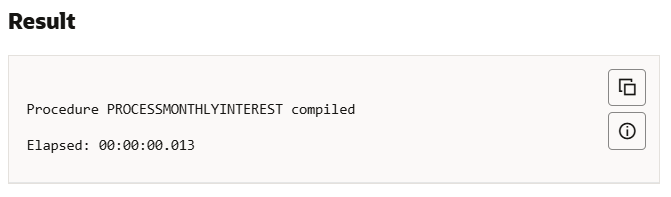 Result
Procedure PROCESSMONTHLYINTEREST compiled
Elapsed: 00:00:00.013